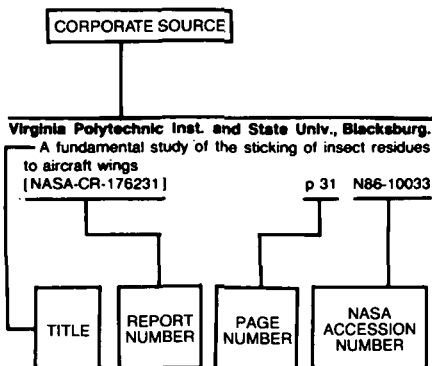 CORPORATE SOURCE
Virginia Polytechnic Inst. and State Univ., Blacksburg.
A fundamental study of the sticking of insect residues
to aircraft wings
[NASA-CR-176231] p 31 N86-10033
TITLE
REPORT
NUMBER
PAGE
NUMBER
NASA
ACCESSION
NUMBER